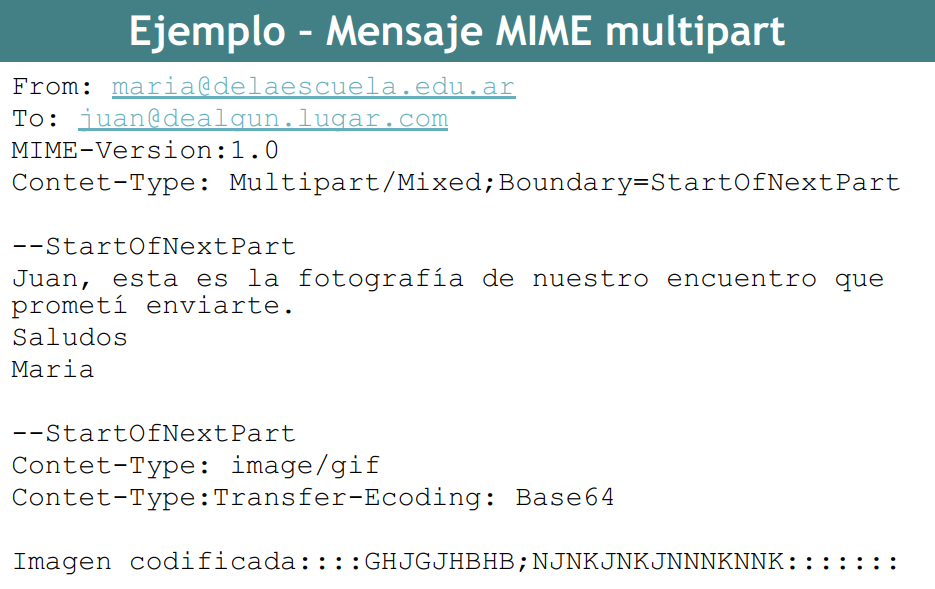 Ejemplo – Mensaje MIME multipart
From: maria@delaescuela.edu.ar
To: juan@dealgun.lugar.com
MIME-Version:1.0
Contet-Type: Multipart/Mixed;Boundary=StartOfNextPart
--StartOfNextPart
Juan, esta es la fotografía de nuestro encuentro que
prometí enviarte.
Saludos
Maria
--StartOfNextPart
Contet-Type: image/gif
Contet-Type:Transfer-Ecoding: Base64
Imagen codificada::::GHJGJHBHB;NJNKJNKJNNNKNNK:::::::